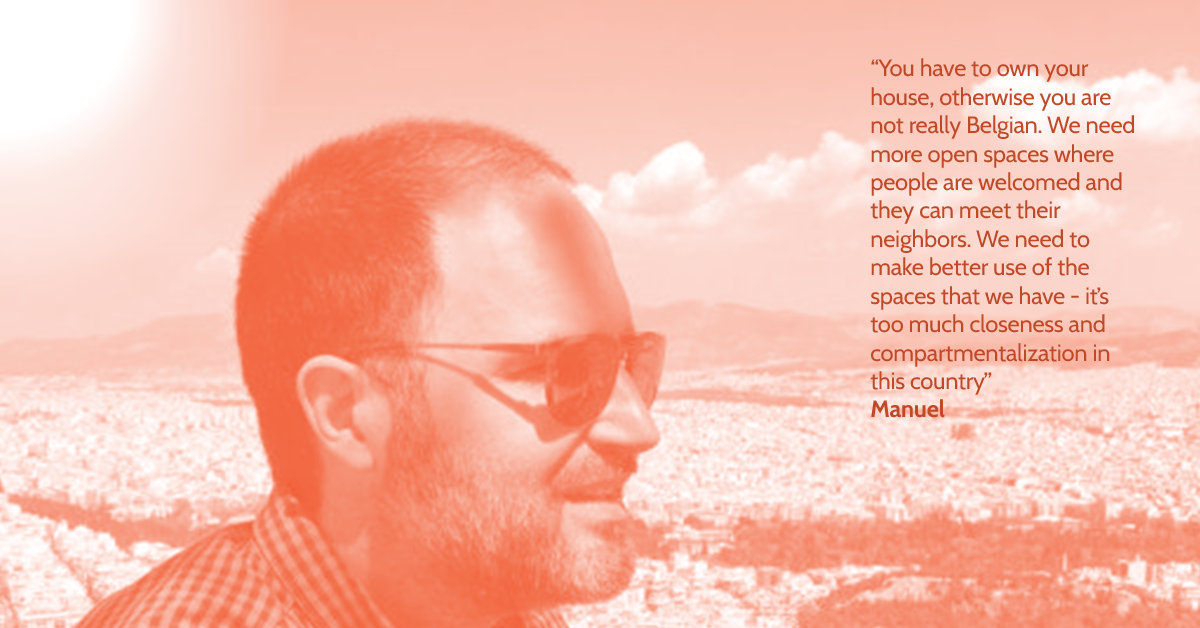 “You have to own your
house, otherwise you are
not really Belgian. We need
more open spaces where
people are welcomed and
they can meet their
neighbors. We need to
make better use of the
spaces that we have - it’s
too much closeness and
compartmentalization in
this country”
Manuel